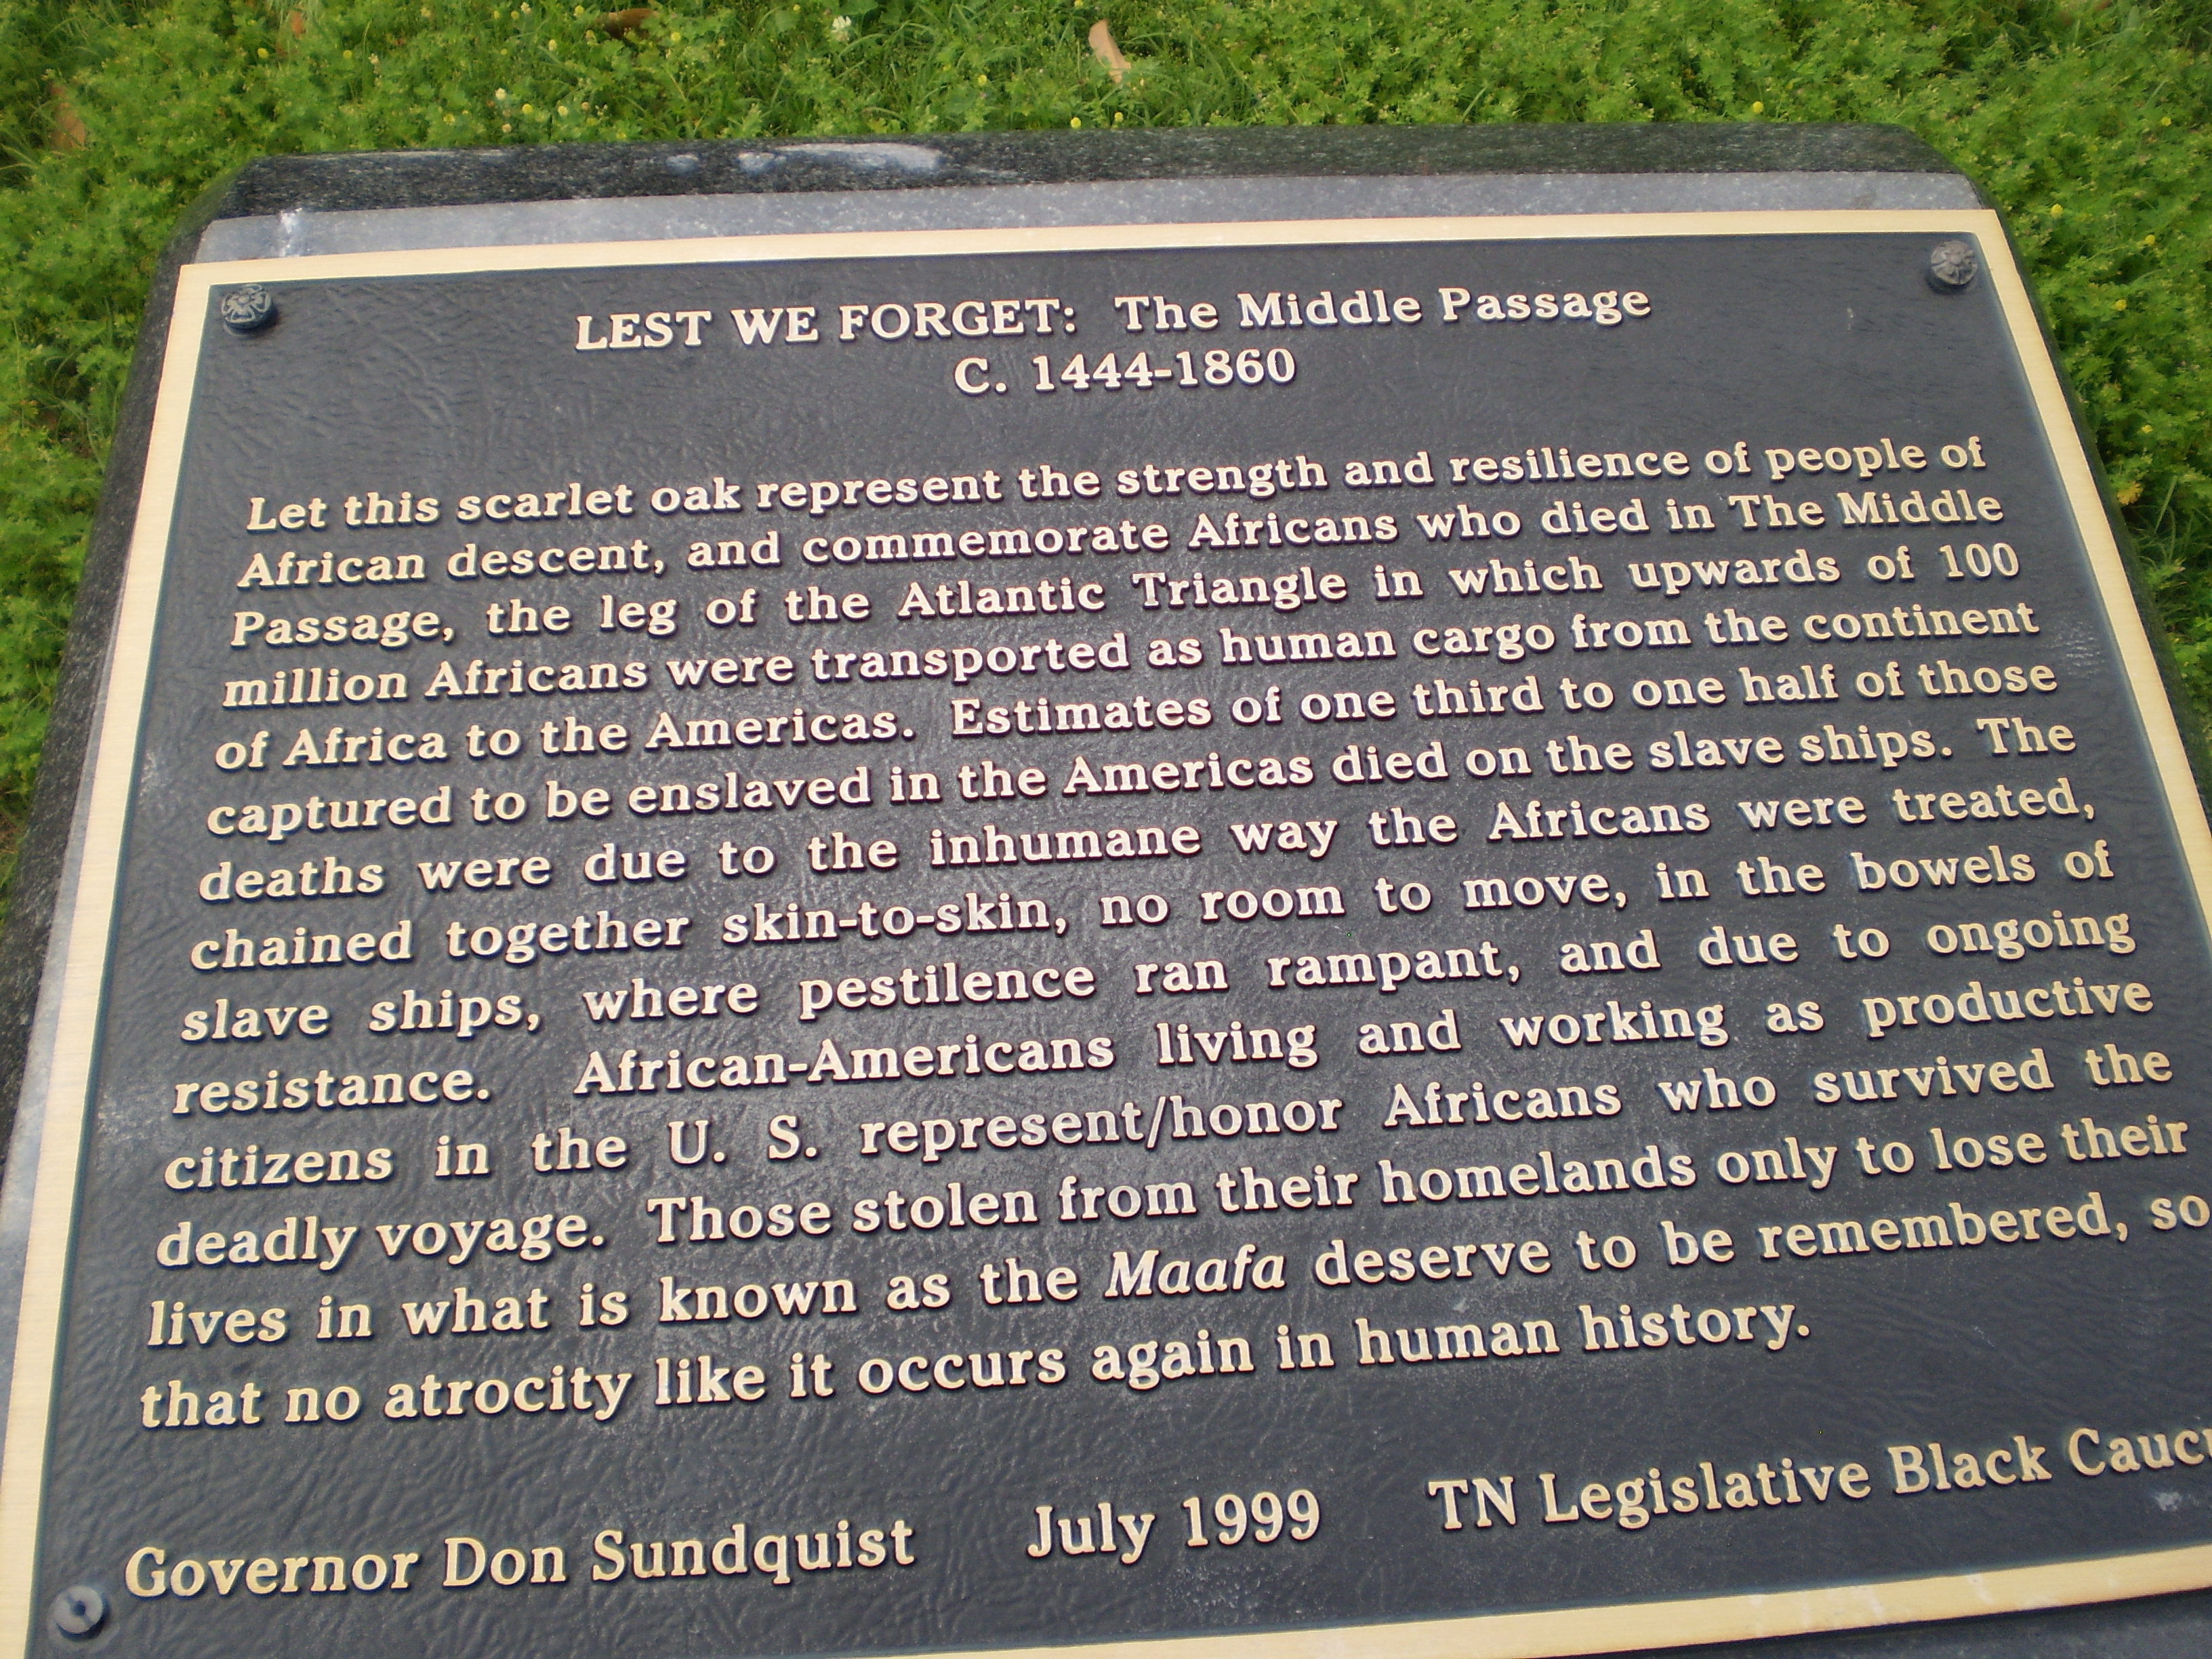 LEST WE FORGET: The Middle Passage
C. 1444-1860
Let this scarlet oak represent the strength and resilience of people of
African descent, and commemorate Africans who died in The Middle
Passage, the leg of the Atlantic Triangle in which upwards of 100
million Africans were transported as human cargo from the continent
of Africa to the Americas. Estimates of one third to one half of those
captured to be enslaved in the Americas died on the slave ships. The
deaths were due to the inhumane way the Africans were treated,
chained together skin-to-skin, no room to move, in the bowels of
slave ships, where pestilence ran rampant, and due to ongoing
resistance. African-Americans living and working as productive
citizens in the U. S. represent/honor Africans who survived the
deadly voyage. Those stolen from their homelands only to lose their
lives in what is known as the Maafa deserve to be remembered, so
that no atrocity like it occurs again in human history.
Governor Don Sundquist July 1999 TN Legislative Black